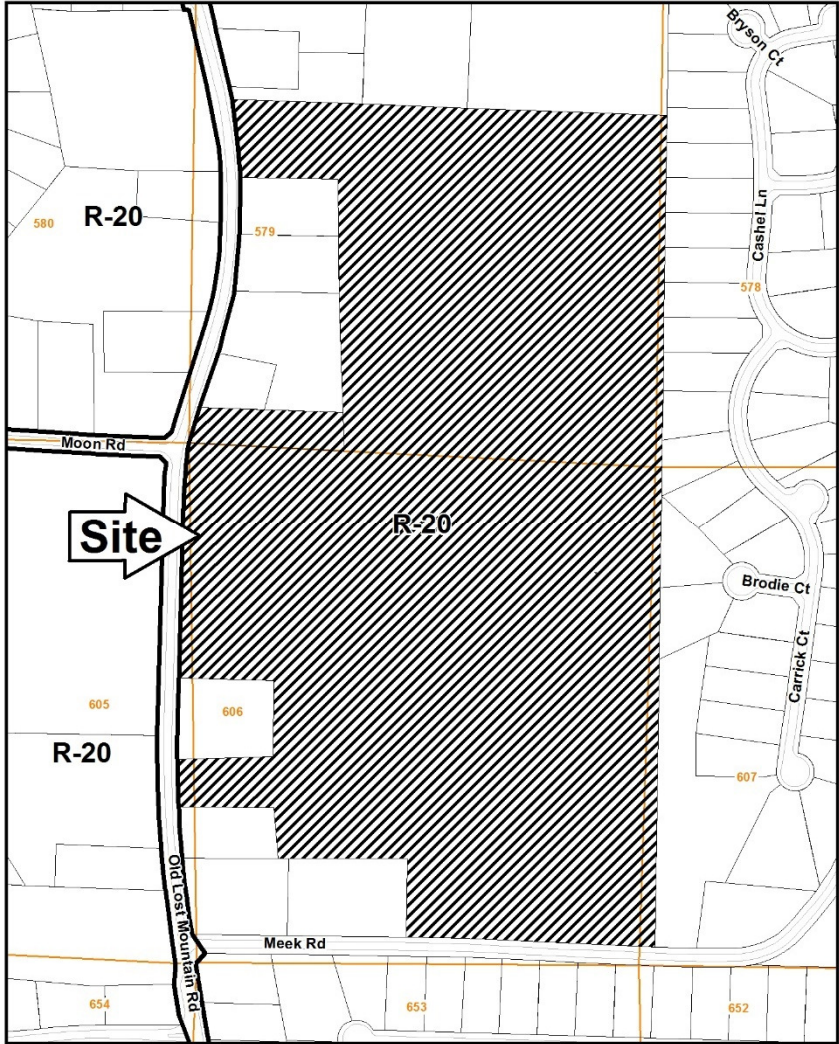 Bryson Ct
580
R-20
579
Cashel Ln
578
Moon Rd
Site
R-20
Brodie Ct
Carrick Ct
605
606
R-20
607
Old Lost Mountain Rd
Meek Rd
654
653
652